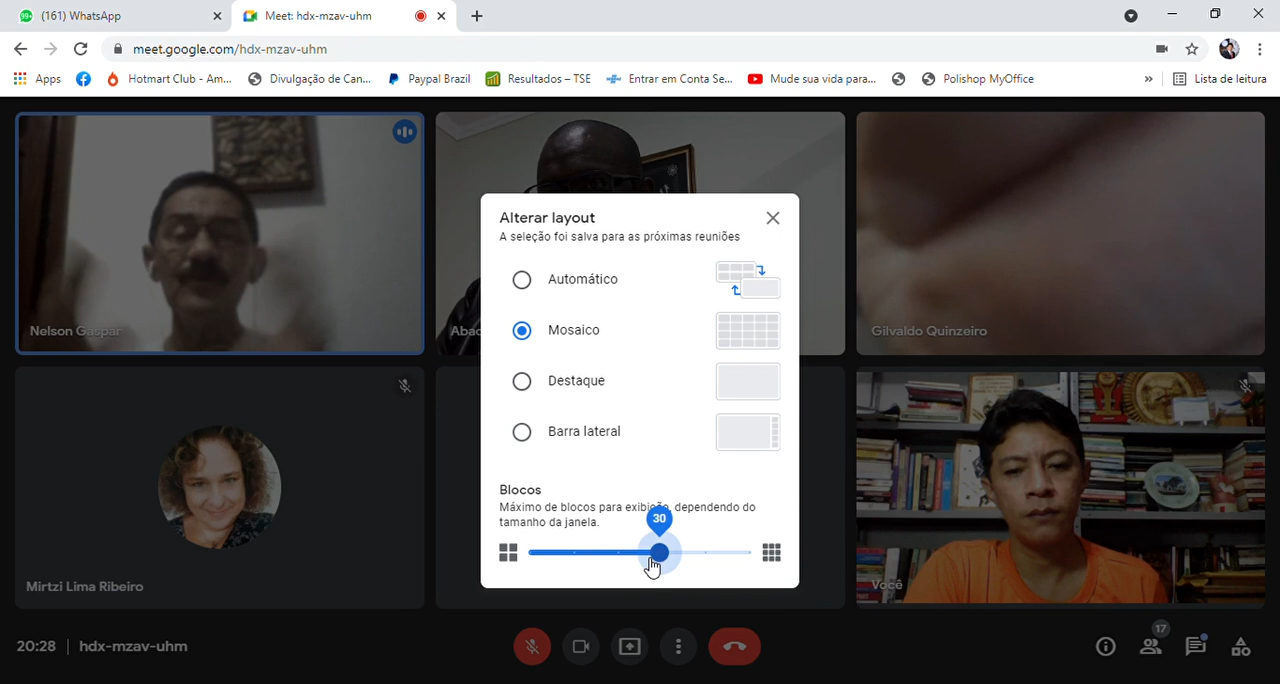 99+ (161) WhatsApp
Meet: hdx-mzav-uhm
meet.google.com/hdx-mzav-uhm
Apps
Hotmart Club - Am...
Divulgação de Can...
Paypal Brazil
Resultados – TSE
Entrar em Conta Se...
Mude sua vida para...
Polishop MyOffice
»
Lista de leitura
Nelson Gaspar
Abac
Gilvaldo Quinzeiro
Alterar layout
A seleção foi salva para as próximas reuniões
Automático
Mosaico
Destaque
Barra lateral
Blocos
Máximo de blocos para exibição, dependendo do
tamanho da janela.
30
Mirtzi Lima Ribeiro
Você
20:28 | hdx-mzav-uhm
17